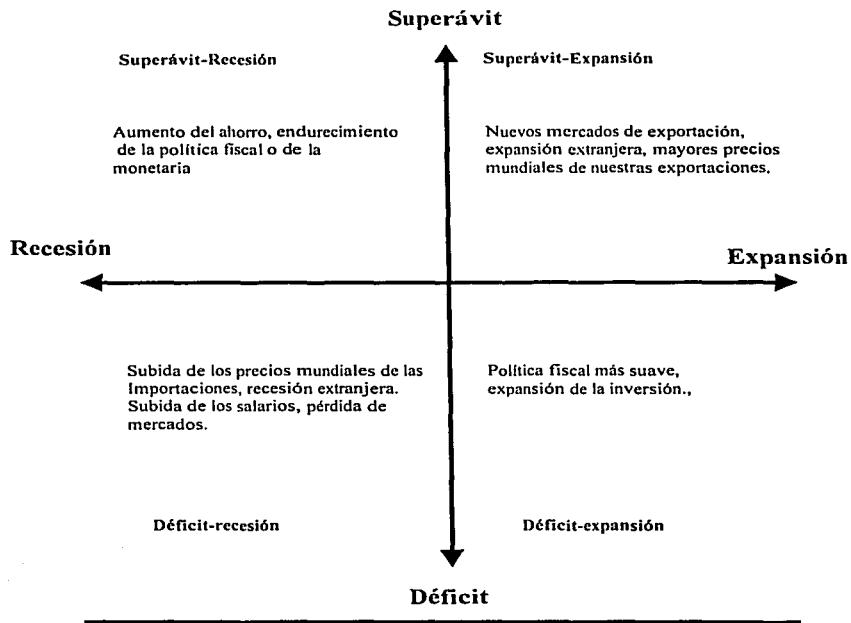 Superávit
Superávit-Recesión
Superávit-Expansión
Aumento del ahorro, endurecimiento
de la política fiscal o de la
monetaria
Nuevos mercados de exportación,
expansión extranjera, mayores precios
mundiales de nuestras exportaciones.
Recesión
Expansión
Subida de los precios mundiales de las
Importaciones, recesión extranjera.
Subida de los salarios, pérdida de
mercados.
Política fiscal más suave,
expansión de la inversión.,
Déficit-recesión
Déficit-expansión
Déficit